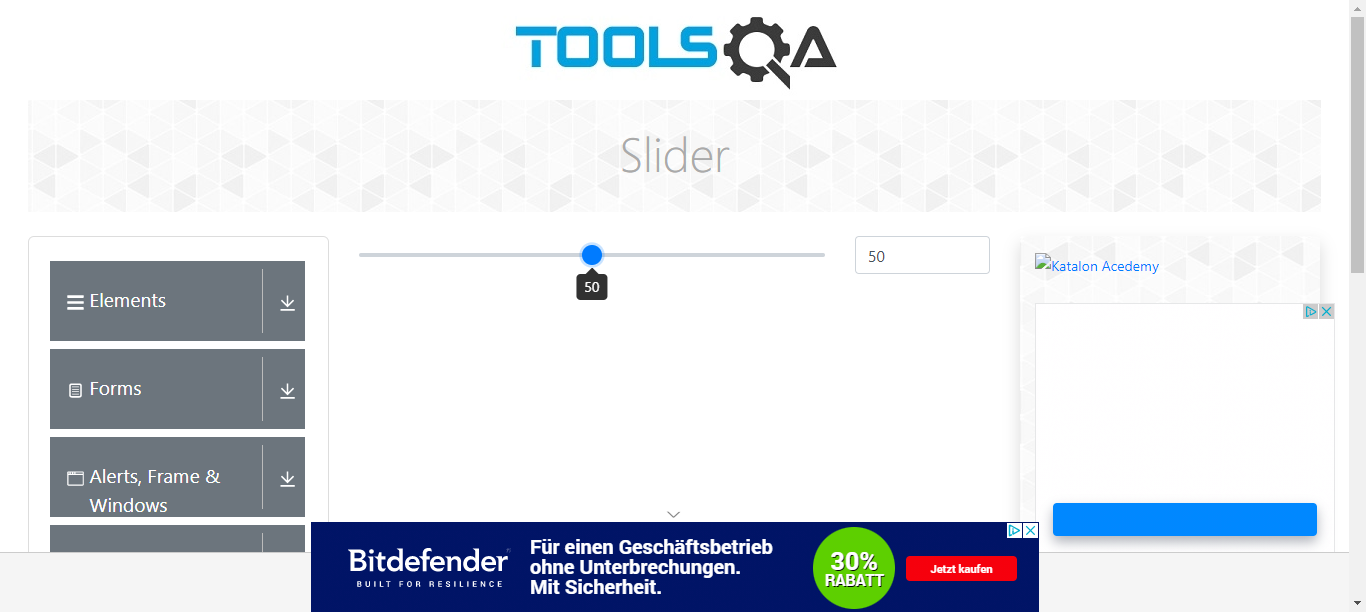 TOOLSQA
Slider
Elements
Forms
Alerts, Frame &
Windows
50
50
Katalon Acedemy
Bitdefender
BUILT FOR RESILIENCE
Für einen Geschäftsbetrieb
ohne Unterbrechungen.
Mit Sicherheit.
30%
RABATT
Jetzt kaufen